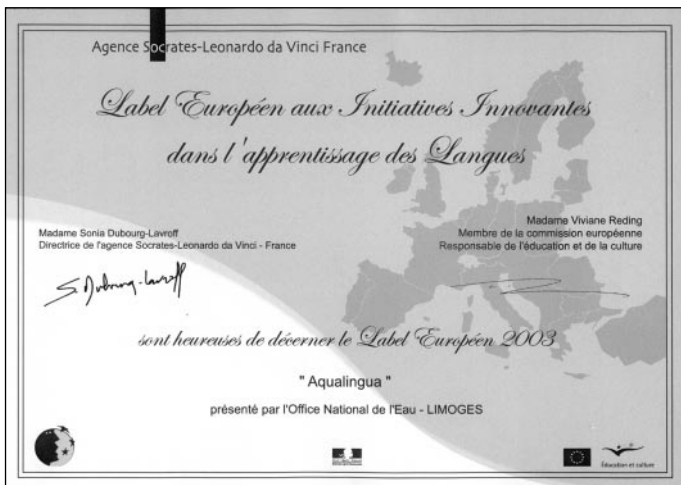 Agence Socrates-Leonardo da Vinci France
Label Européen aux Initiatives Innovantes
dans l'apprentissage des Langues
Madame Sonia Dubourg-Lavroff
Directrice de l'agence Socrates-Leonardo da Vinci - France
Madame Viviane Reding
Membre de la commission européenne
Responsable de l'éducation et de la culture
S. Dubourg-Lavroff
sont heureuses de décerner le Label Européen 2003
" Aqualingua "
présenté par l'Office National de l'Eau - LIMOGES
Éducation et culture